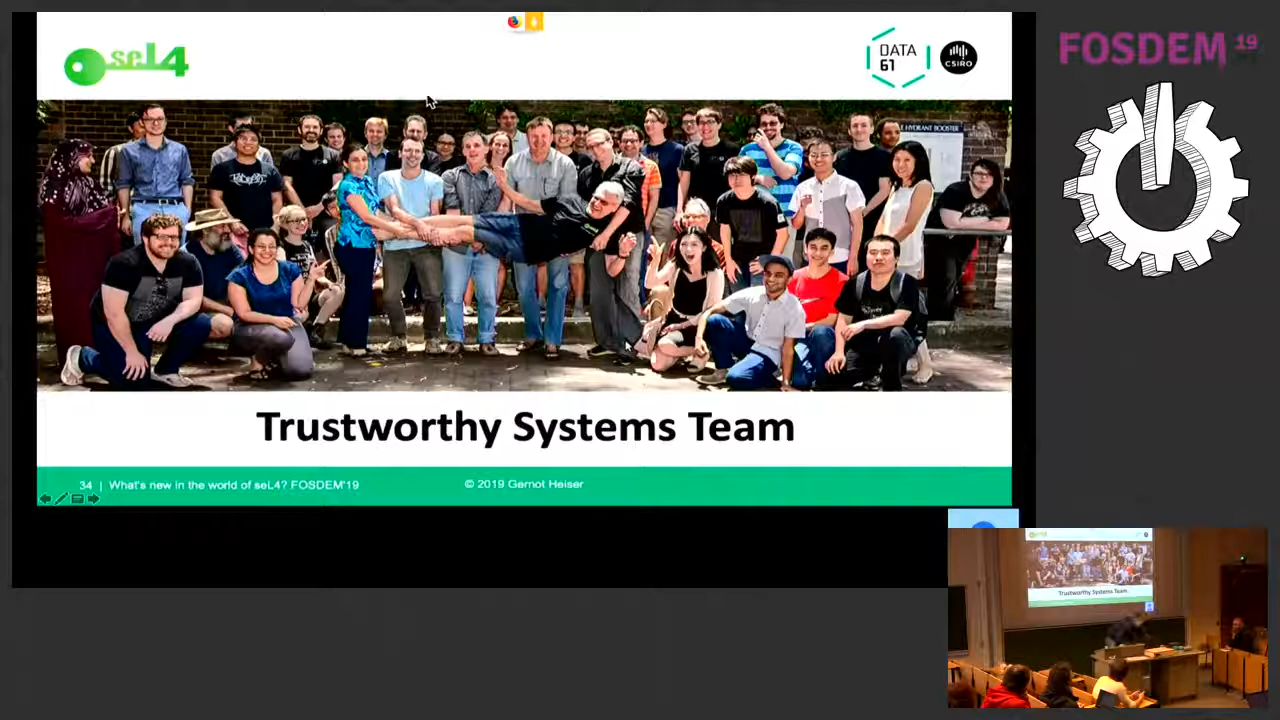 seL4
DATA
61
CSIRO
FOSDEM 19
E HYDRANT BOOSTER
Trustworthy Systems Team
34 | What's new in the world of seL4? FOSDEM'19
© 2019 Gernot Heiser
Trustworthy Systems Team